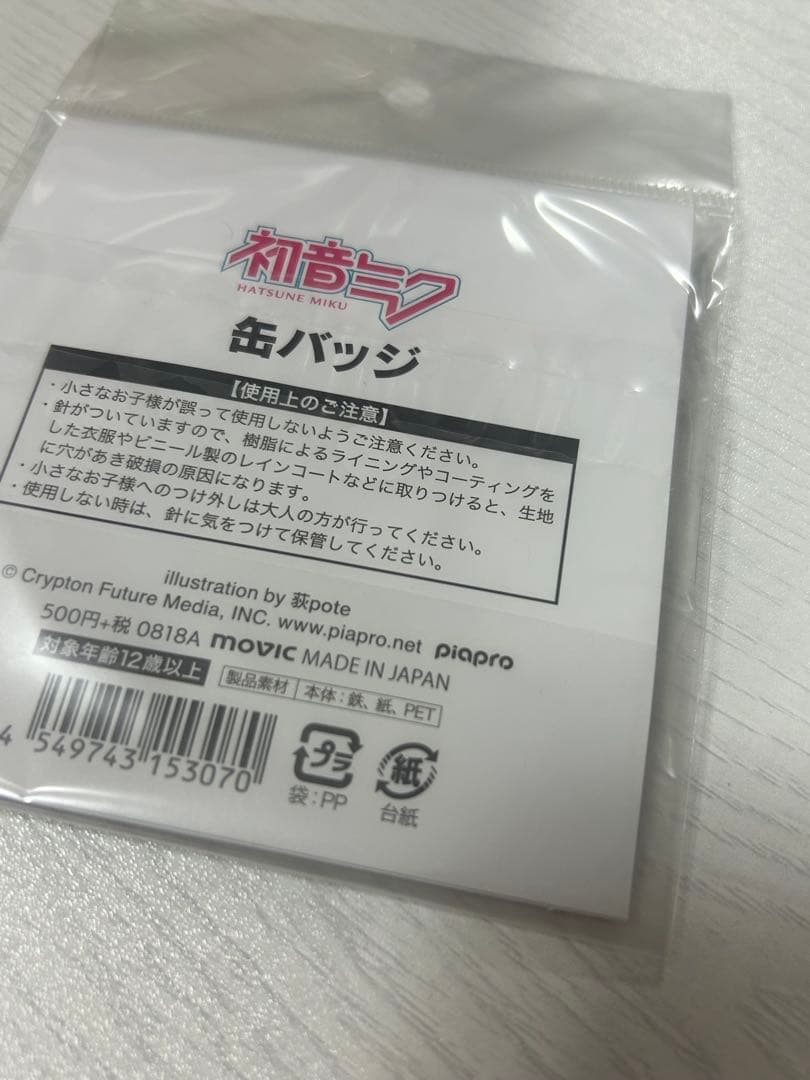 初音ミク
HATSUNE MIKU
缶バッジ
【使用上のご注意】
・小さなお子様が誤って使用しないようご注意ください。
・針がついていますので、樹脂によるライニングやコーティングを
した衣服やビニール製のレインコートなどに取りつけると、生地
に穴があき破損の原因になります。
・小さなお子様へのつけ外しは大人の方が行ってください。
・使用しない時は、針に気をつけて保管してください。
illustration by 荻pote
© Crypton Future Media, INC. www.piapro.net piapro
500円+税 0818A movic MADE IN JAPAN
対象年齢12歳以上 製品素材 本体:鉄、紙、PET
4 549743 153070
プラ 紙
袋:PP 台紙